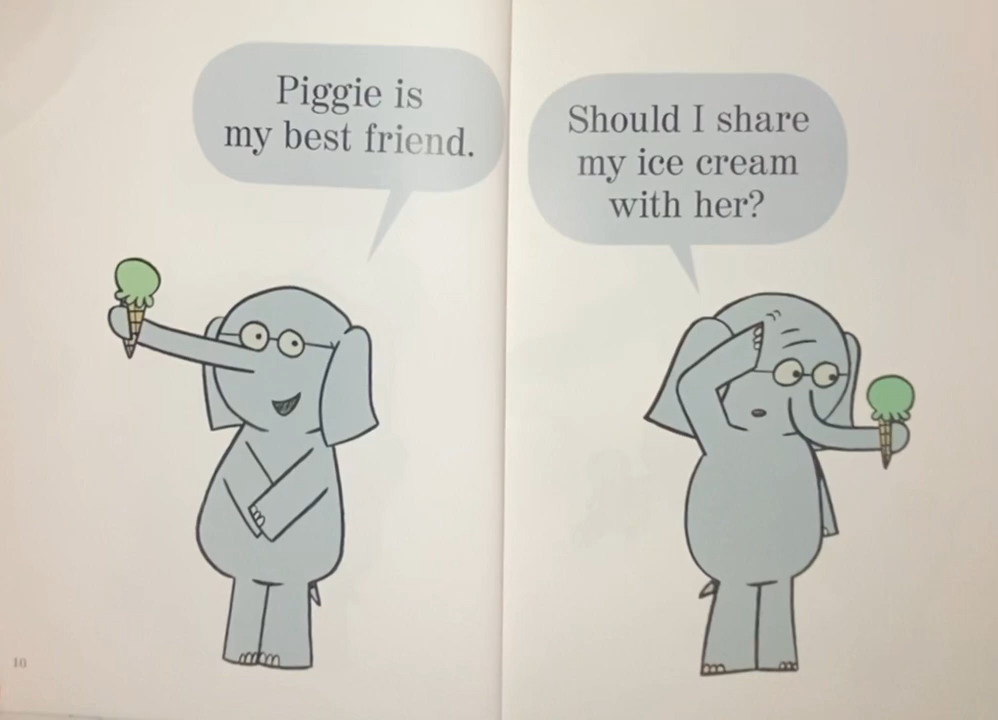 Piggie is
my best friend.
Should I share
my ice cream
with her?
10